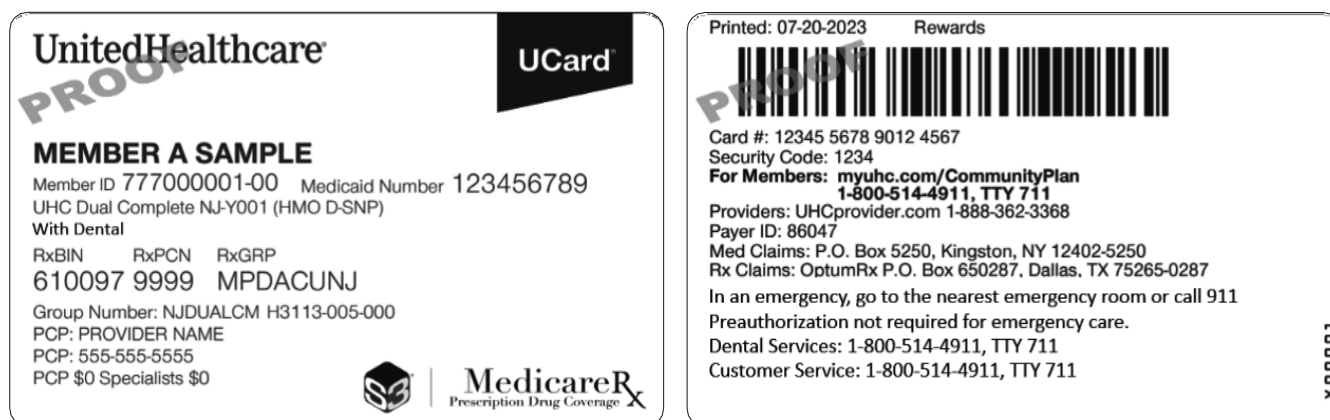 UnitedHealthcare®
UCard®
PROOF
MEMBER A SAMPLE
Member ID 777000001-00 Medicaid Number 123456789
UHC Dual Complete NJ-Y001 (HMO D-SNP)
With Dental
RxBIN RxPCN RxGRP
610097 9999 MPDACUNJ
Group Number: NJDUALCM H3113-005-000
PCP: PROVIDER NAME
PCP: 555-555-5555
PCP $0 Specialists $0
S3
MedicareRx
Prescription Drug Coverage
Printed: 07-20-2023 Rewards
PROOF
Card #: 12345 5678 9012 4567
Security Code: 1234
For Members: myuhc.com/CommunityPlan
1-800-514-4911, TTY 711
Providers: UHCprovider.com 1-888-362-3368
Payer ID: 86047
Med Claims: P.O. Box 5250, Kingston, NY 12402-5250
Rx Claims: OptumRx P.O. Box 650287, Dallas, TX 75265-0287
In an emergency, go to the nearest emergency room or call 911
Preauthorization not required for emergency care.
Dental Services: 1-800-514-4911, TTY 711
Customer Service: 1-800-514-4911, TTY 711